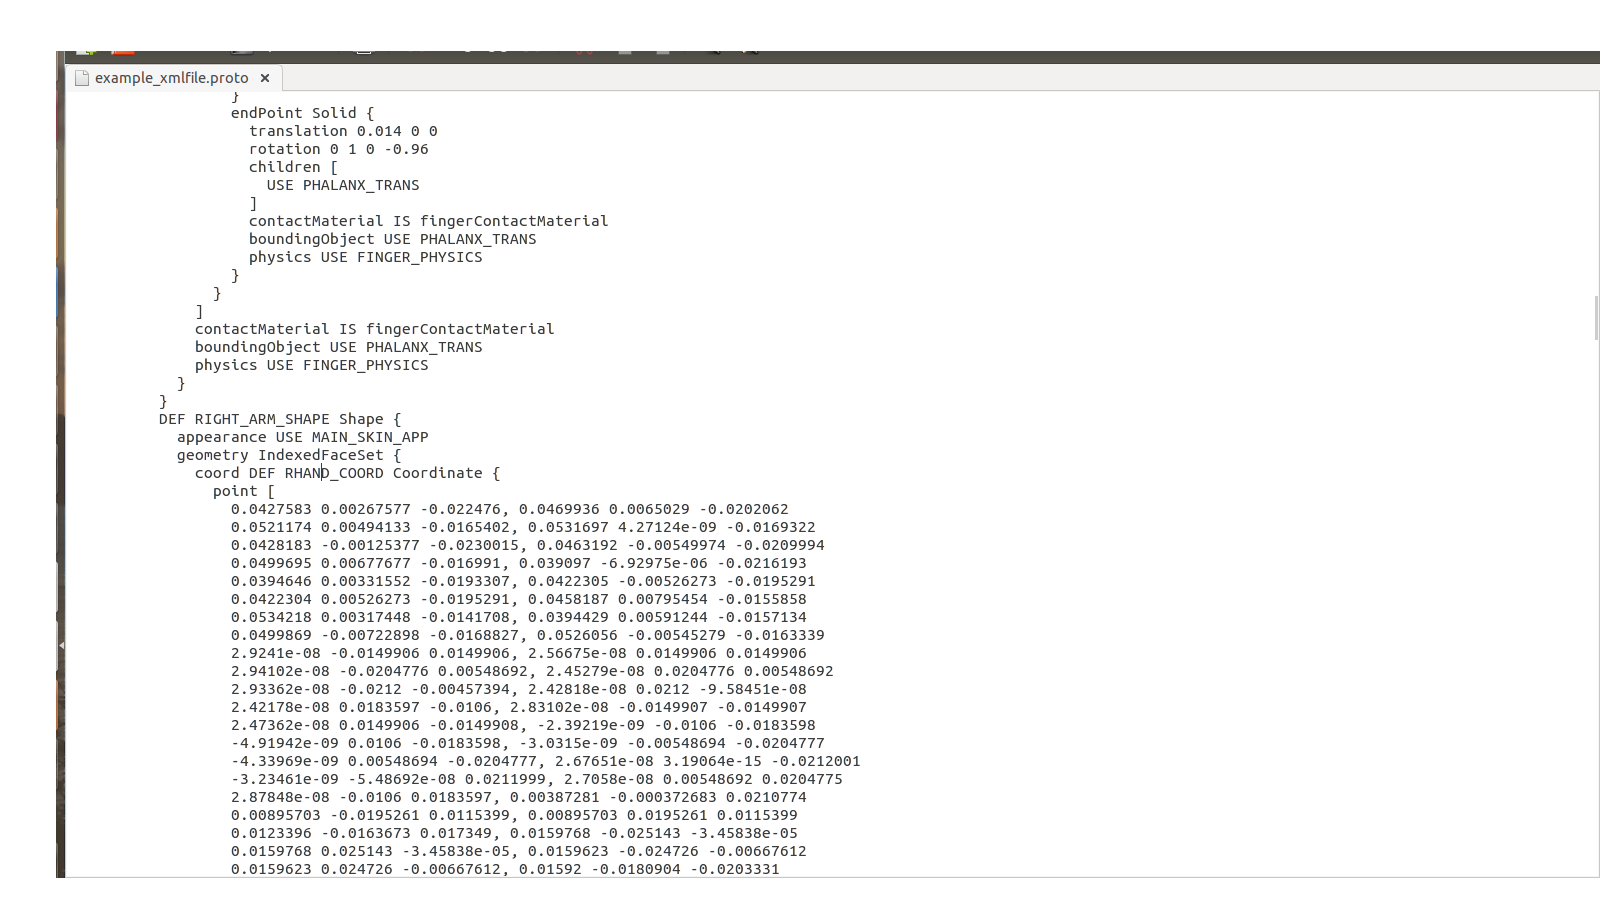 example_xmlfile.proto ×
}
endPoint Solid {
translation 0.014 0 0
rotation 0 1 0 -0.96
children [
USE PHALANX_TRANS
]
contactMaterial IS fingerContactMaterial
boundingObject USE PHALANX_TRANS
physics USE FINGER_PHYSICS
}
}
]
contactMaterial IS fingerContactMaterial
boundingObject USE PHALANX_TRANS
physics USE FINGER_PHYSICS
}
}
DEF RIGHT_ARM_SHAPE Shape {
appearance USE MAIN_SKIN_APP
geometry IndexedFaceSet {
coord DEF RHAND_COORD Coordinate {
point [
0.0427583 0.00267577 -0.022476, 0.0469936 0.0065029 -0.0202062
0.0521174 0.00494133 -0.0165402, 0.0531697 4.27124e-09 -0.0169322
0.0428183 -0.00125377 -0.0230015, 0.0463192 -0.00549974 -0.0209994
0.0499695 0.00677677 -0.016991, 0.039097 -6.92975e-06 -0.0216193
0.0394646 0.00331552 -0.0193307, 0.0422305 -0.00526273 -0.0195291
0.0422304 0.00526273 -0.0195291, 0.0458187 0.00795454 -0.0155858
0.0534218 0.00317448 -0.0141708, 0.0394429 0.00591244 -0.0157134
0.0499869 -0.00722898 -0.0168827, 0.0526056 -0.00545279 -0.0163339
2.9241e-08 -0.0149906 0.0149906, 2.56675e-08 0.0149906 0.0149906
2.94102e-08 -0.0204776 0.00548692, 2.45279e-08 0.0204776 0.00548692
2.93362e-08 -0.0212 -0.00457394, 2.42818e-08 0.0212 -9.58451e-08
2.42178e-08 0.0183597 -0.0106, 2.83102e-08 -0.0149907 -0.0149907
2.47362e-08 0.0149906 -0.0149908, -2.39219e-09 -0.0106 -0.0183598
-4.91942e-09 0.0106 -0.0183598, -3.0315e-09 -0.00548694 -0.0204777
-4.33969e-09 0.00548694 -0.0204777, 2.67651e-08 3.19064e-15 -0.0212001
-3.23461e-09 -5.48692e-08 0.0211999, 2.7058e-08 0.00548692 0.0204775
2.87848e-08 -0.0106 0.0183597, 0.00387281 -0.000372683 0.0210774
0.00895703 -0.0195261 0.0115399, 0.00895703 0.0195261 0.0115399
0.0123396 -0.0163673 0.017349, 0.0159768 -0.025143 -3.45838e-05
0.0159768 0.025143 -3.45838e-05, 0.0159623 -0.024726 -0.00667612
0.0159623 0.024726 -0.00667612, 0.01592 -0.0180904 -0.0203331